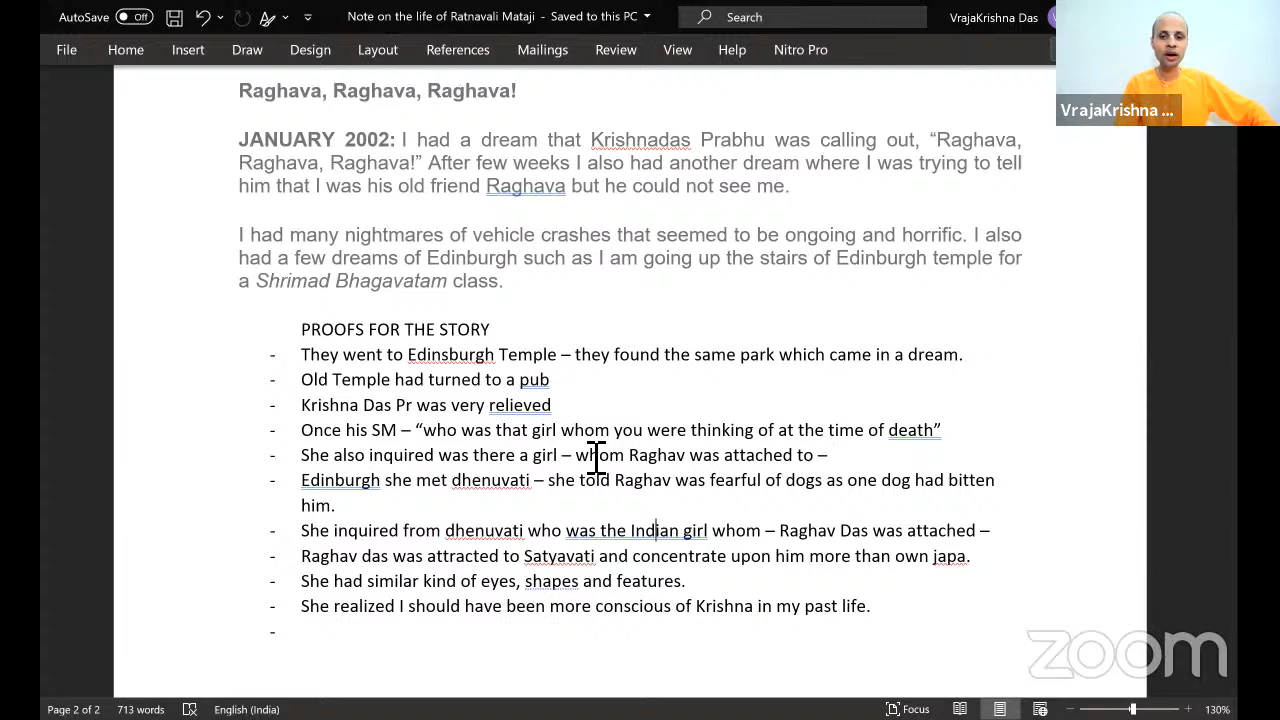 AutoSave Off Note on the life of Ratnavali Mataji - Saved to this PC Search VrajaKrishna Das
File Home Insert Draw Design Layout References Mailings Review View Help Nitro Pro
VrajaKrishna ...
Raghava, Raghava, Raghava!
JANUARY 2002: I had a dream that Krishnadas Prabhu was calling out, “Raghava,
Raghava, Raghava!” After few weeks I also had another dream where I was trying to tell
him that I was his old friend Raghava but he could not see me.
I had many nightmares of vehicle crashes that seemed to be ongoing and horrific. I also
had a few dreams of Edinburgh such as I am going up the stairs of Edinburgh temple for
a Shrimad Bhagavatam class.
PROOFS FOR THE STORY
- They went to Edinsburgh Temple – they found the same park which came in a dream.
- Old Temple had turned to a pub
- Krishna Das Pr was very relieved
- Once his SM – “who was that girl whom you were thinking of at the time of death”
- She also inquired was there a girl – whom Raghav was attached to –
- Edinburgh she met dhenuvati – she told Raghav was fearful of dogs as one dog had bitten
him.
- She inquired from dhenuvati who was the Indian girl whom – Raghav Das was attached –
- Raghav das was attracted to Satyavati and concentrate upon him more than own japa.
- She had similar kind of eyes, shapes and features.
- She realized I should have been more conscious of Krishna in my past life.
-
zoom
Page 2 of 2 713 words English (India) Focus 130%